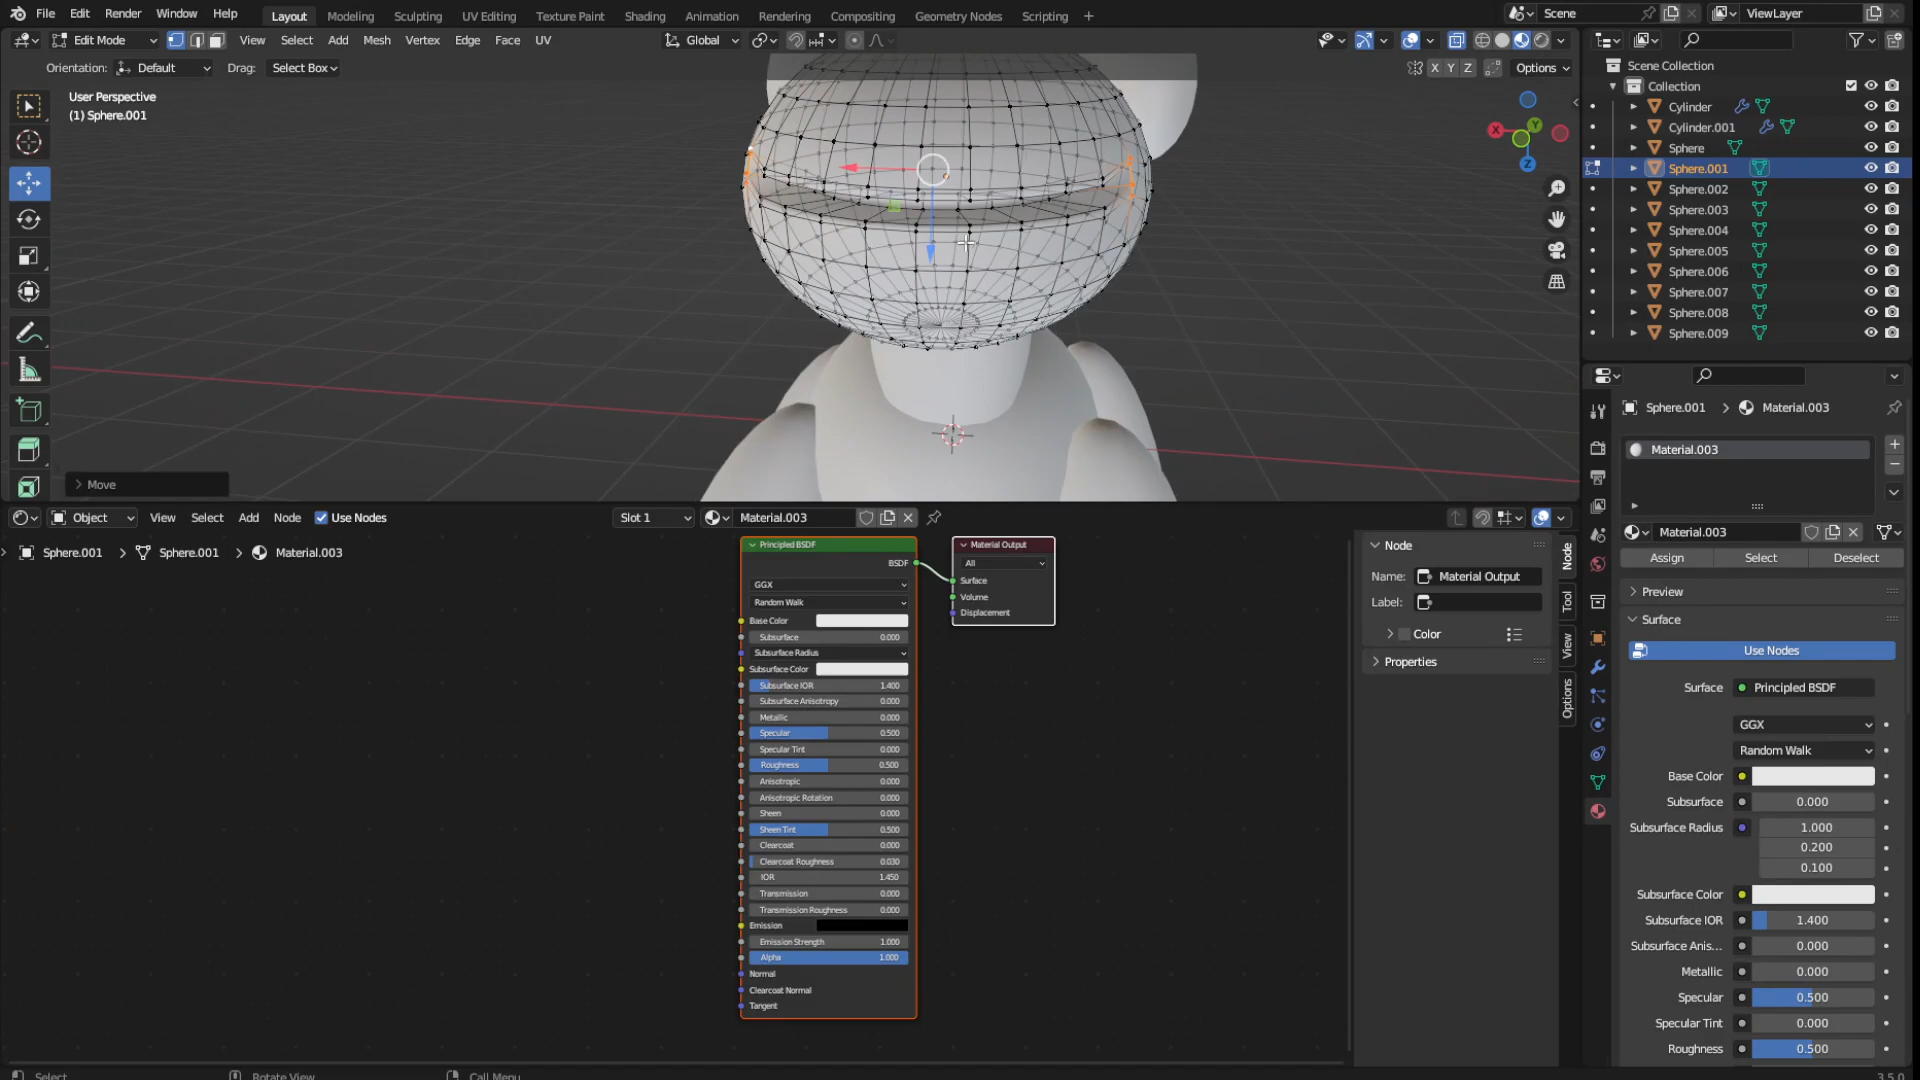 File Edit Render Window Help Layout Modeling Sculpting UV Editing Texture Paint Shading Animation Rendering Compositing Geometry Nodes Scripting + Scene ViewLayer
Edit Mode View Select Add Mesh Vertex Edge Face UV Global
Orientation: Default Drag: Select Box X Y Z Options
User Perspective
(1) Sphere.001
X Y Z
Move
Scene Collection
Collection
Cylinder
Cylinder.001
Sphere
Sphere.001
Sphere.002
Sphere.003
Sphere.004
Sphere.005
Sphere.006
Sphere.007
Sphere.008
Sphere.009
Object View Select Add Node Use Nodes Slot 1 Material.003
Sphere.001 > Sphere.001 > Material.003
Principled BSDF
BSDF
GGX
Random Walk
Base Color
Subsurface 0.000
Subsurface Radius
Subsurface Color
Subsurface IOR 1.400
Subsurface Anisotropy 0.000
Metallic 0.000
Specular 0.500
Specular Tint 0.000
Roughness 0.500
Anisotropic 0.000
Anisotropic Rotation 0.000
Sheen 0.000
Sheen Tint 0.500
Clearcoat 0.000
Clearcoat Roughness 0.030
IOR 1.450
Transmission 0.000
Transmission Roughness 0.000
Emission
Emission Strength 1.000
Alpha 1.000
Normal
Clearcoat Normal
Tangent
Material Output
All
Surface
Volume
Displacement
Node
Name: Material Output
Label:
Color
Properties
Node
Tool
View
Options
Sphere.001 > Material.003
Material.003
Material.003
Assign Select Deselect
Preview
Surface
Use Nodes
Surface Principled BSDF
GGX
Random Walk
Base Color
Subsurface 0.000
Subsurface Radius 1.000
0.200
0.100
Subsurface Color
Subsurface IOR 1.400
Subsurface Anis... 0.000
Metallic 0.000
Specular 0.500
Specular Tint 0.000
Roughness 0.500
Select Rotate View Call Menu 3.5.0